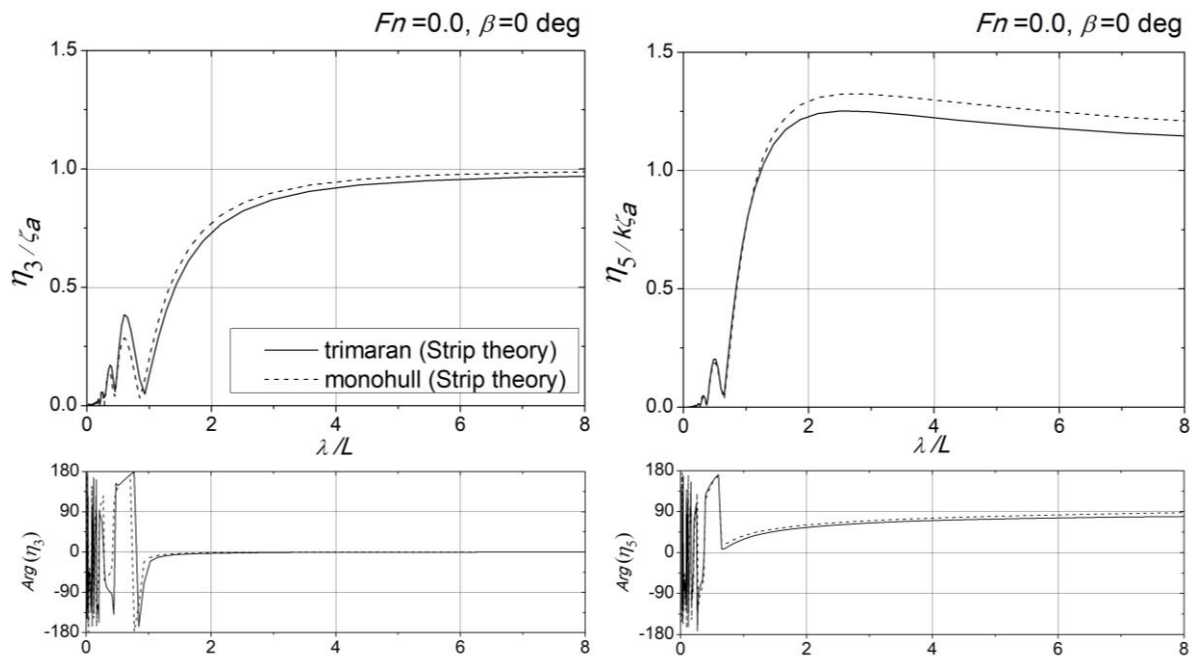 Fn=0.0, β=0 deg
1.5
1.0
0.5
0.0
η3/ζa
trimaran (Strip theory)
monohull (Strip theory)
0 2 4 6 8
λ/L
180
90
0
-90
-180
Arg(η3)
0 2 4 6 8
Fn=0.0, β=0 deg
1.5
1.0
0.5
0.0
η5/kζa
0 2 4 6 8
λ/L
180
90
0
-90
-180
Arg(η5)
0 2 4 6 8